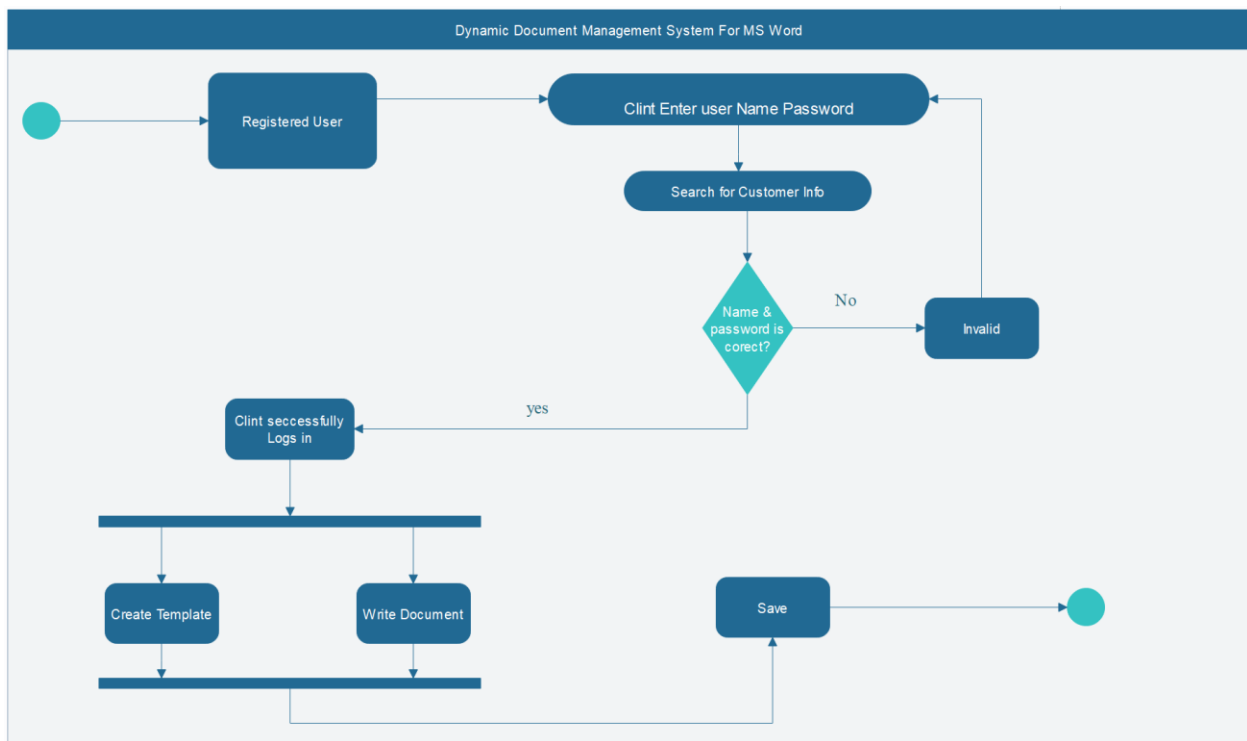 Dynamic Document Management System For MS Word
Registered User
Clint Enter user Name Password
Search for Customer Info
Name &
password is
corect?
No
Invalid
yes
Clint seccessfully
Logs in
Create Template
Write Document
Save